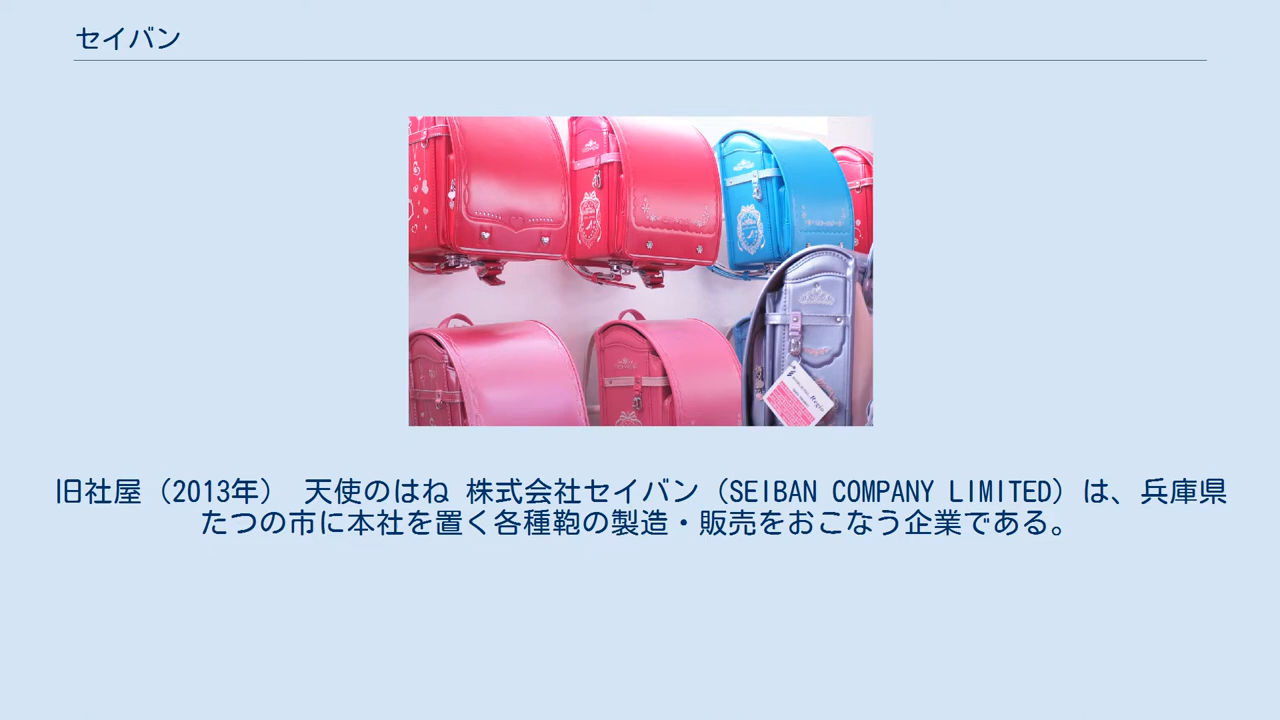 セイバン
旧社屋（2013年） 天使のはね 株式会社セイバン（SEIBAN COMPANY LIMITED）は、兵庫県
たつの市に本社を置く各種鞄の製造・販売をおこなう企業である。